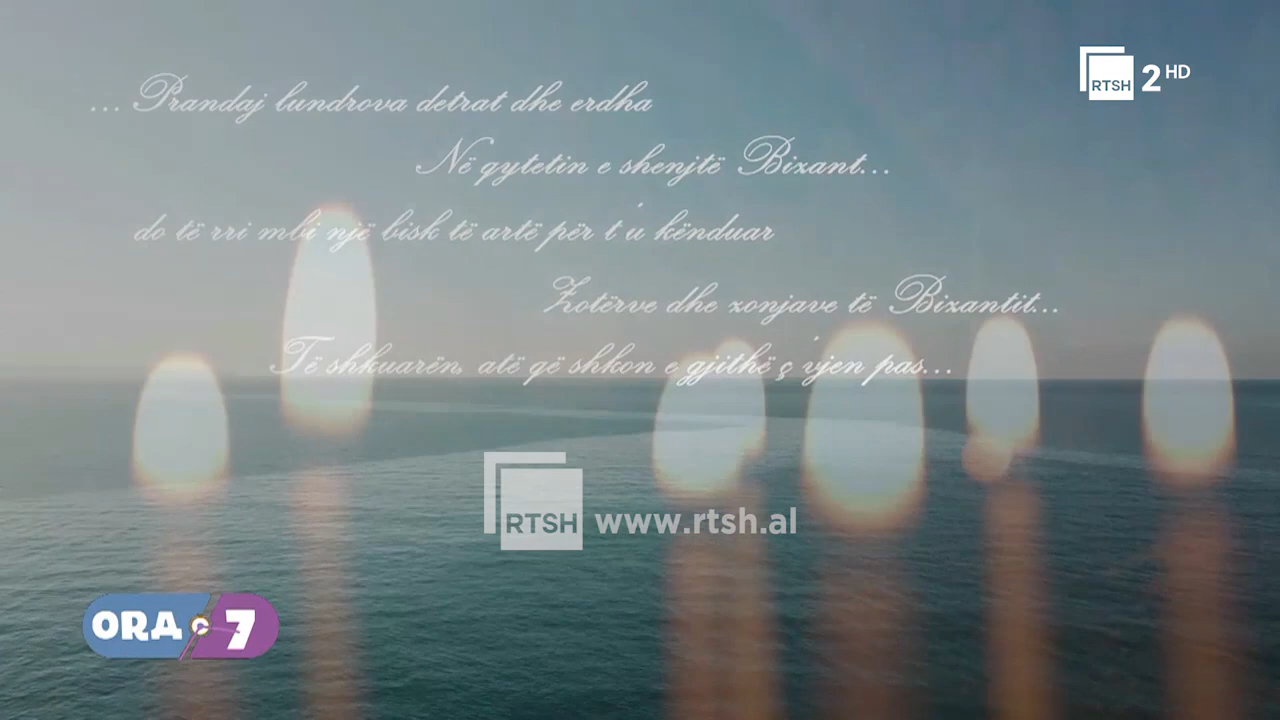 ... Prandaj lundrova detrat dhe erdha
RTSH 2 HD
Në qytetin e shenjtë Bizant...
do të rri mbi një bisk të artë për t'u kënduar
Zotërve dhe zonjave të Bizantit...
Të shkuarën, atë që shkon e gjithë ç'vjen pas...
RTSH www.rtsh.al
ORA 7